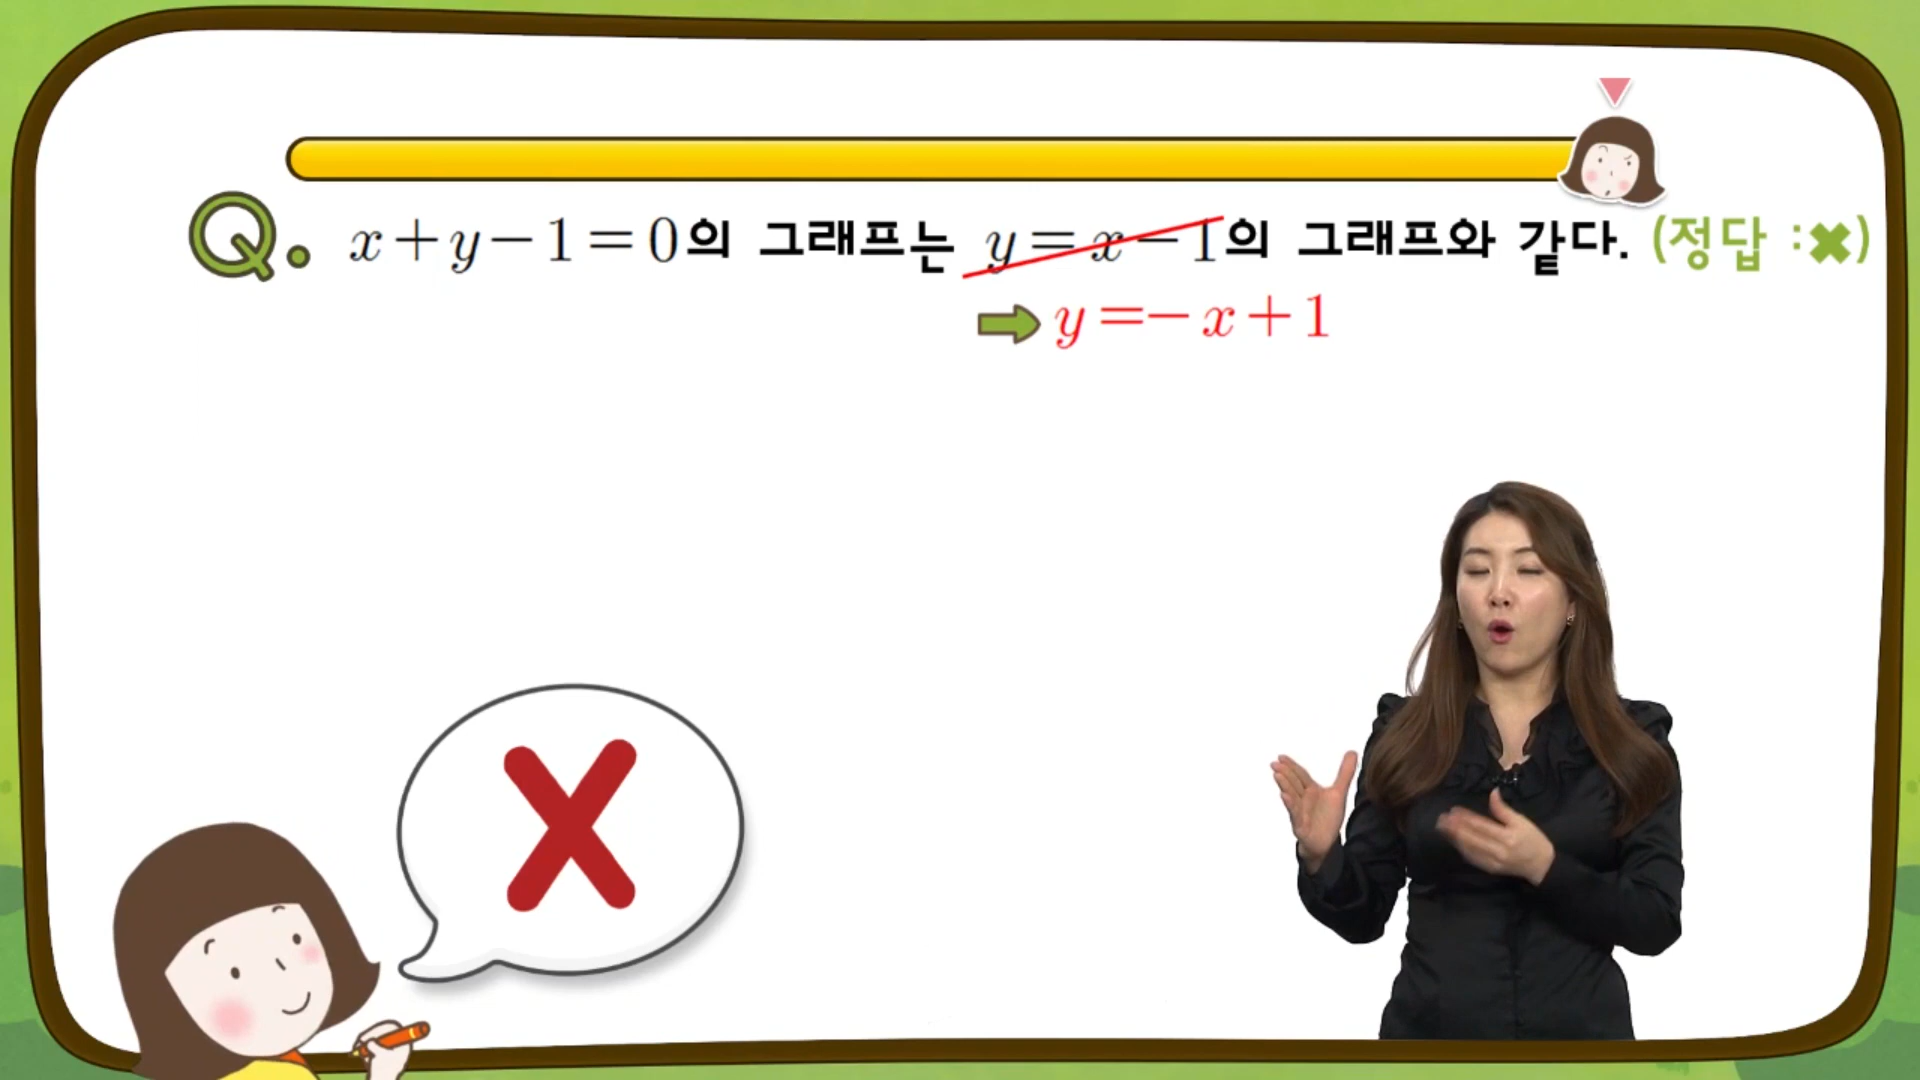 Q. x+y−1=0의 그래프는 y=x−1의 그래프와 같다. (정답 :✖)
➡ y=−x+1
X